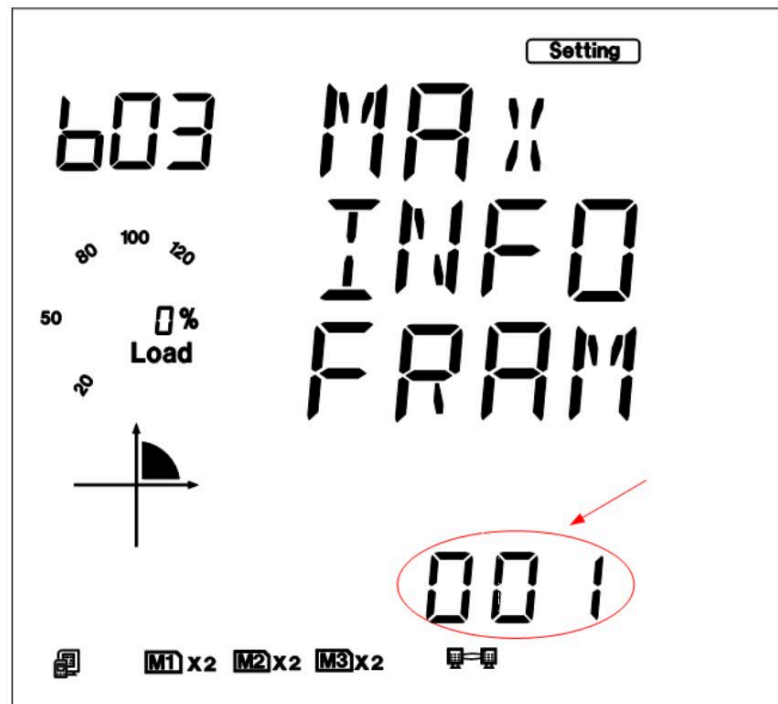 Setting
b03
MAX
INFO
FRAM
80 100 120
50
0%
Load
20
001
M1 X2 M2 X2 M3 X2